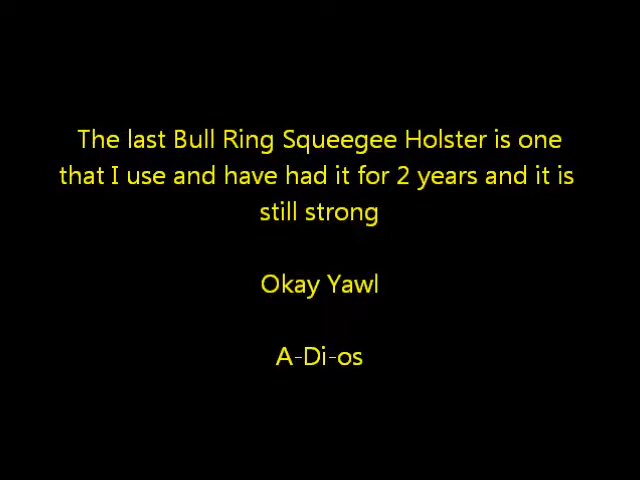 The last Bull Ring Squeegee Holster is one
that I use and have had it for 2 years and it is
still strong
Okay Yawl
A-Di-os